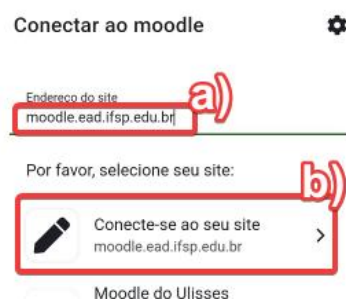 Conectar ao moodle
Endereço do site
a)
moodle.ead.ifsp.edu.br
Por favor, selecione seu site:
b)
Conecte-se ao seu site
moodle.ead.ifsp.edu.br
Moodle do Ulisses